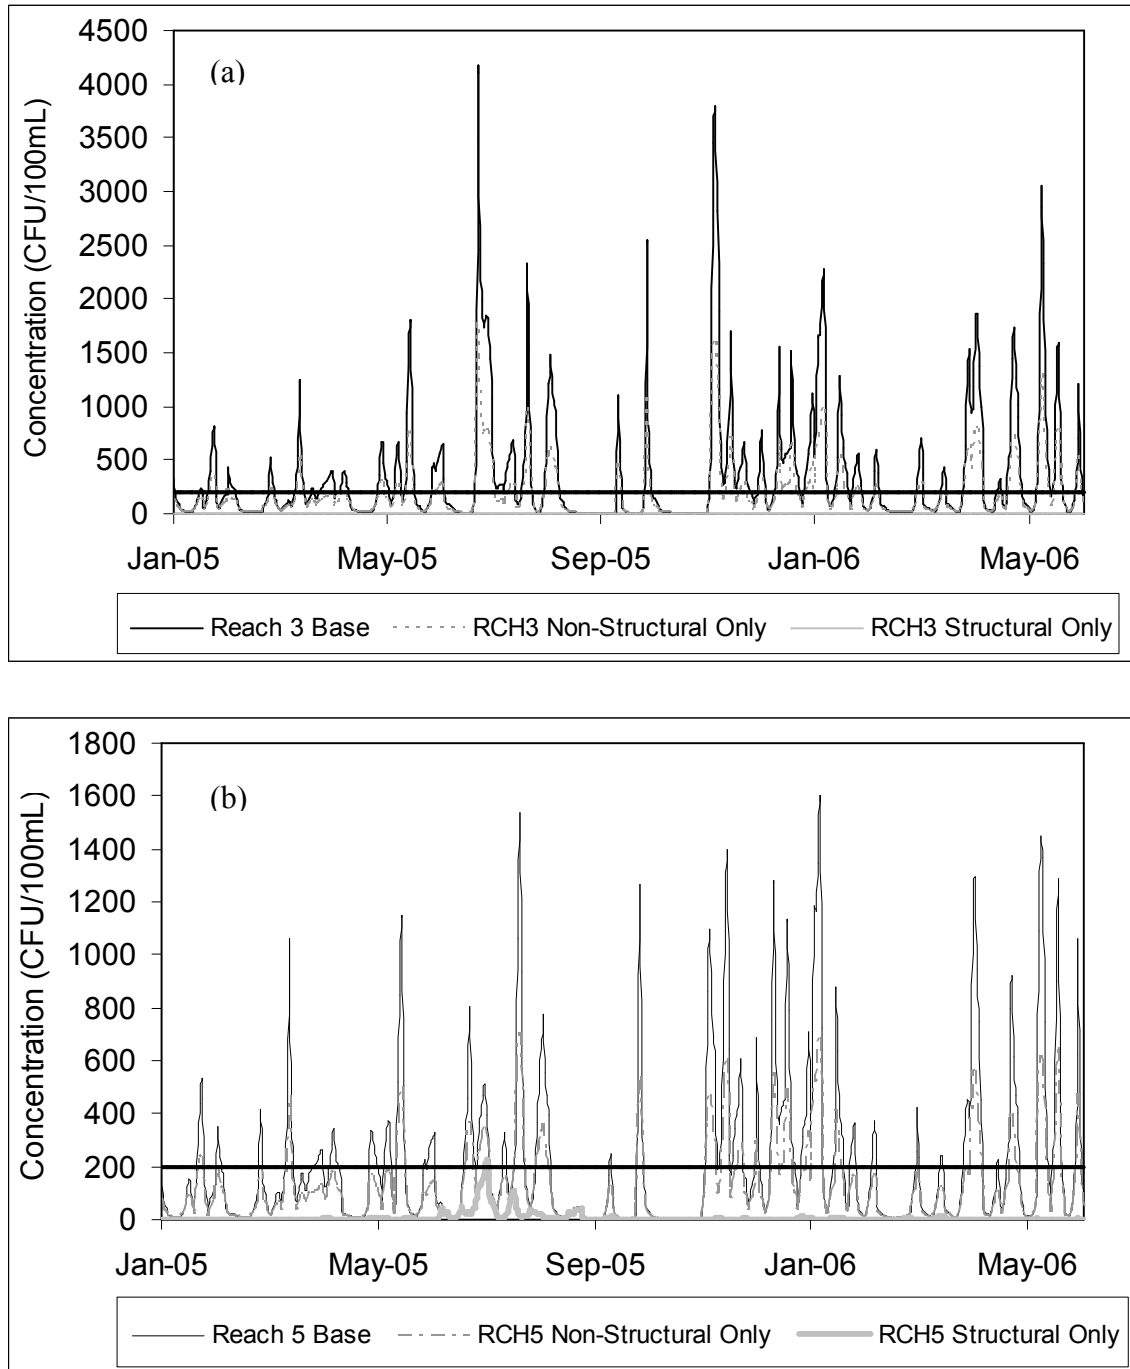 (a)
Concentration (CFU/100mL)
4500
4000
3500
3000
2500
2000
1500
1000
500
0
Jan-05 May-05 Sep-05 Jan-06 May-06
Reach 3 Base RCH3 Non-Structural Only RCH3 Structural Only
(b)
Concentration (CFU/100mL)
1800
1600
1400
1200
1000
800
600
400
200
0
Jan-05 May-05 Sep-05 Jan-06 May-06
Reach 5 Base RCH5 Non-Structural Only RCH5 Structural Only